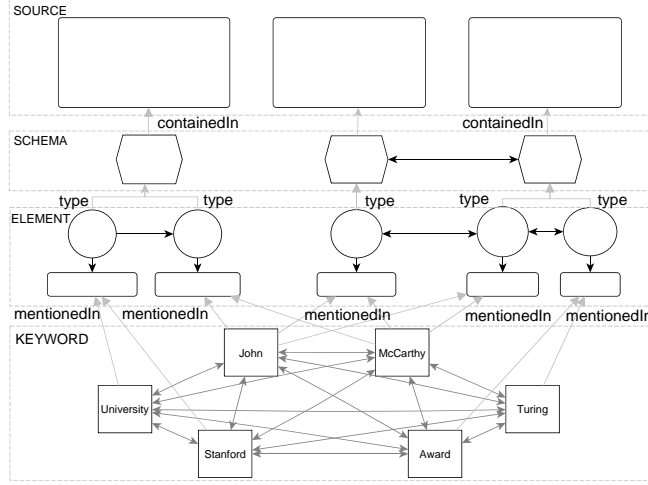 SOURCE
containedIn containedIn
SCHEMA
type type type type type
ELEMENT
mentionedIn mentionedIn mentionedIn mentionedIn mentionedIn
KEYWORD
John McCarthy
University Turing
Stanford Award